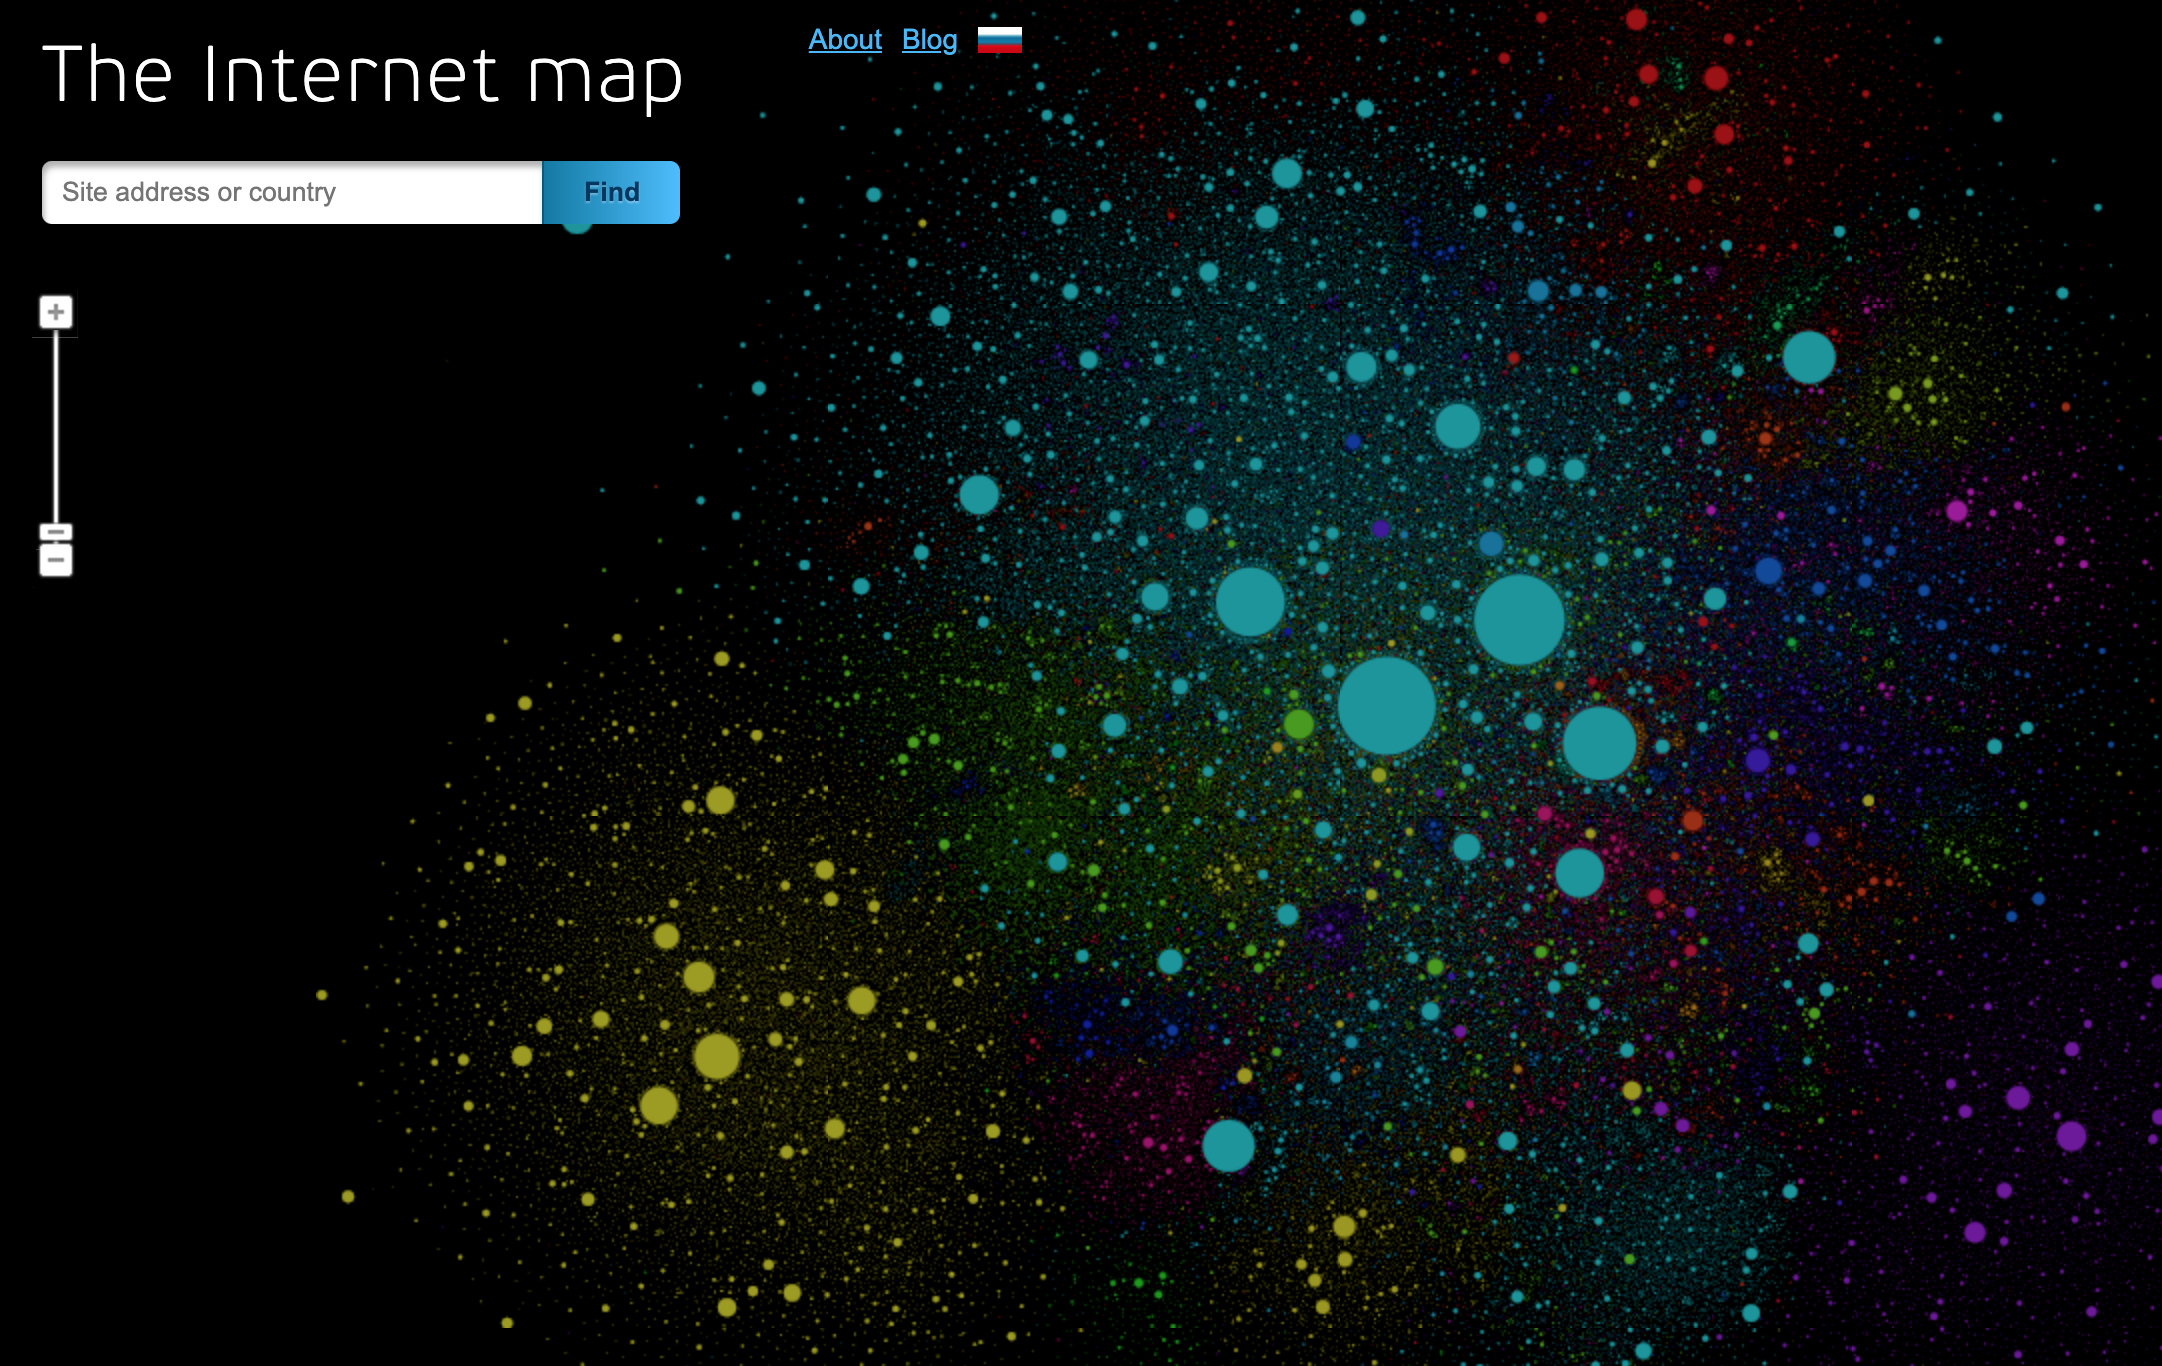 The Internet map
About Blog
Site address or country
Find